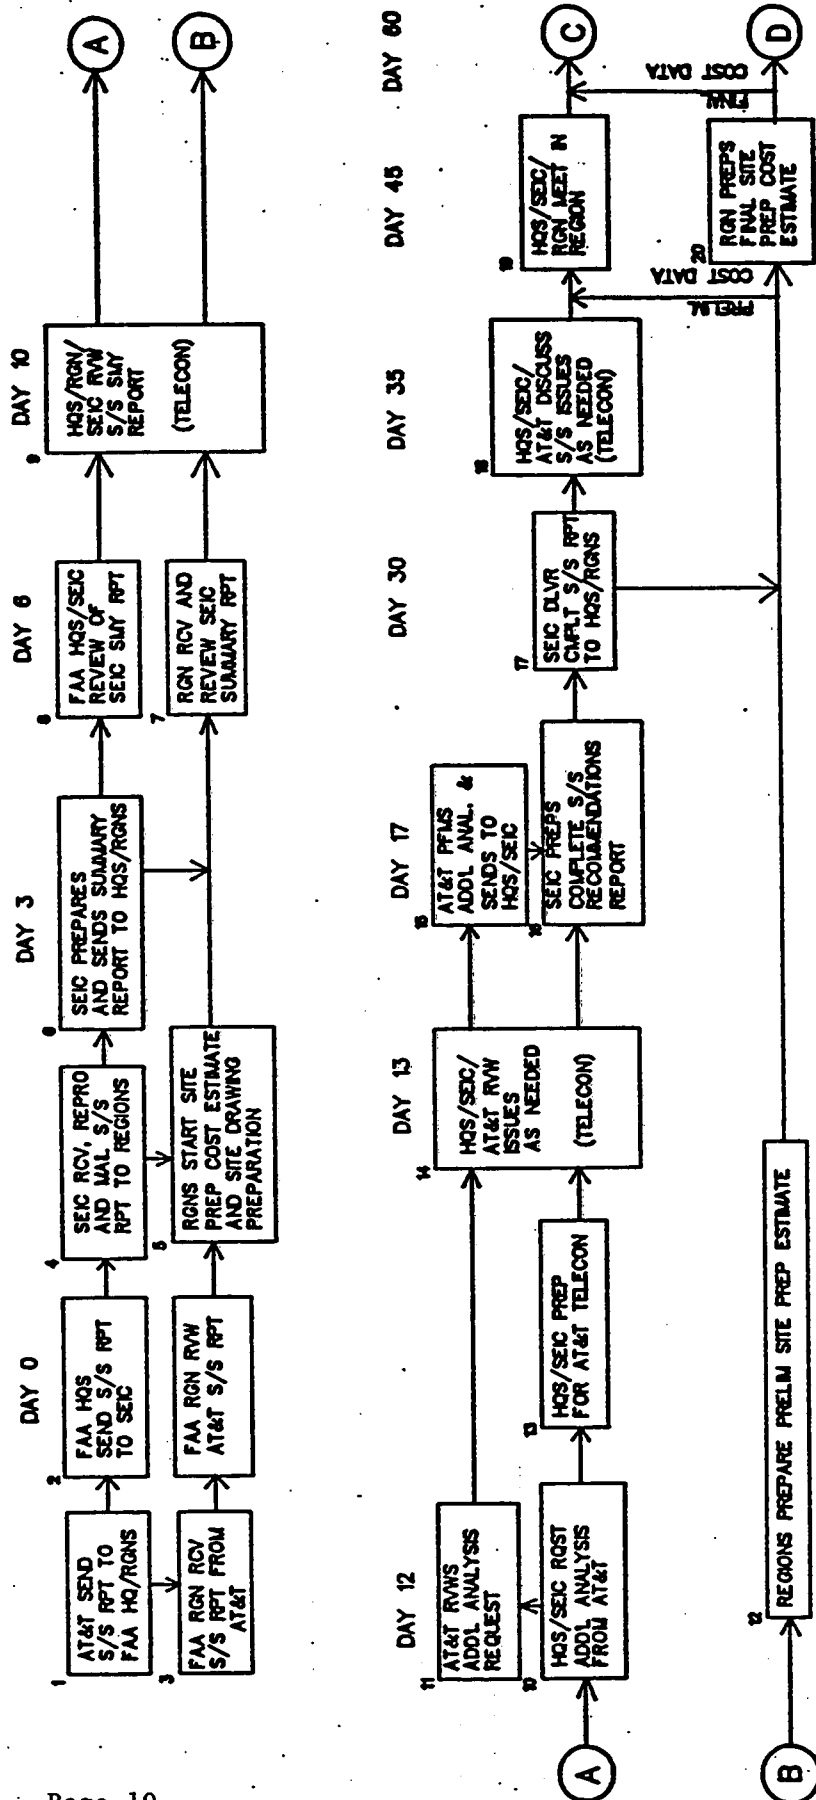 DAY 0
DAY 3
DAY 6
DAY 10
1
AT&T SEND
S/S RPT TO
FAA HQ/RGNS
2
FAA HQS
SEND S/S RPT
TO SEIC
3
FAA RGN RCV
S/S RPT FROM
AT&T
FAA RGN RVW
AT&T S/S RPT
4
SEIC RCV, REPRO
AND MAIL S/S
RPT TO REGIONS
5
RGNS START SITE
PREP COST ESTIMATE
AND SITE DRAWING
PREPARATION
6
SEIC PREPARES
AND SENDS SUMMARY
REPORT TO HQS/RGNS
8
FAA HQS/SEIC
REVIEW OF
SEIC SMY RPT
7
RGN RCV AND
REVIEW SEIC
SUMMARY RPT
9
HQS/RGN/
SEIC RVW
S/S SMY
REPORT
(TELECON)
A
B
DAY 12
DAY 13
DAY 17
DAY 30
DAY 35
DAY 45
DAY 60
A
B
11
AT&T RVWS
ADDL ANALYSIS
REQUEST
10
HQS/SEIC RQST
ADDL ANALYSIS
FROM AT&T
13
HQS/SEIC PREP
FOR AT&T TELECON
12
REGIONS PREPARE PRELIM SITE PREP ESTIMATE
14
HQS/SEIC/
AT&T RVW
ISSUES
AS NEEDED
(TELECON)
15
AT&T PFMS
ADDL ANAL. &
SENDS TO
HQS/SEIC
16
SEIC PREPS
COMPLETE S/S
RECOMMENDATIONS
REPORT
17
SEIC DLVR
CMPLT S/S RPT
TO HQS/RGNS
18
HQS/SEIC/
AT&T DISCUSS
S/S ISSUES
AS NEEDED
(TELECON)
PRELIM
COST DATA
19
HQS/SEIC/
RGN MEET IN
REGION
20
RGN PREPS
FINAL SITE
PREP COST
ESTIMATE
FINAL
COST DATA
C
D
Page 10